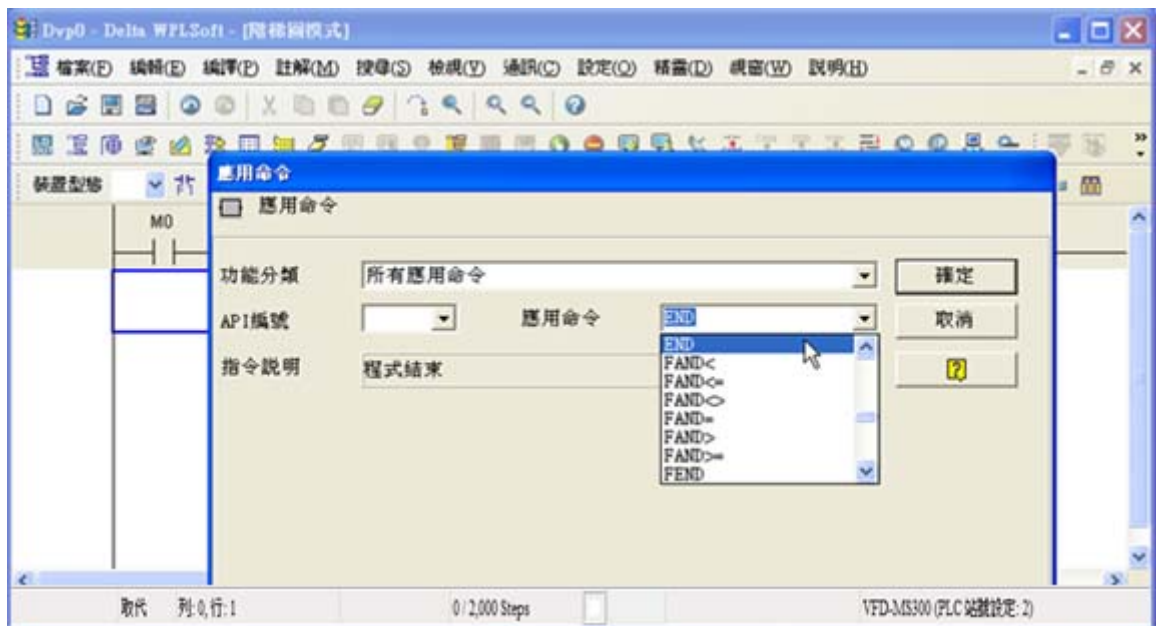 Dvp0 - Delta WPLSoft - [階梯圖模式]
檔案(F) 編輯(E) 編譯(P) 註解(M) 搜尋(S) 檢視(V) 通訊(C) 設定(O) 精靈(D) 視窗(W) 說明(H)
裝置型態
M0
應用命令
應用命令
功能分類 所有應用命令 確定
API編號 應用命令 END 取消
指令說明 程式結束
END
FAND<
FAND<=
FAND<>
FAND=
FAND>
FAND>=
FEND
取代 列:0,行:1 0 / 2,000 Steps VFD-MS300 (PLC 站號設定: 2)